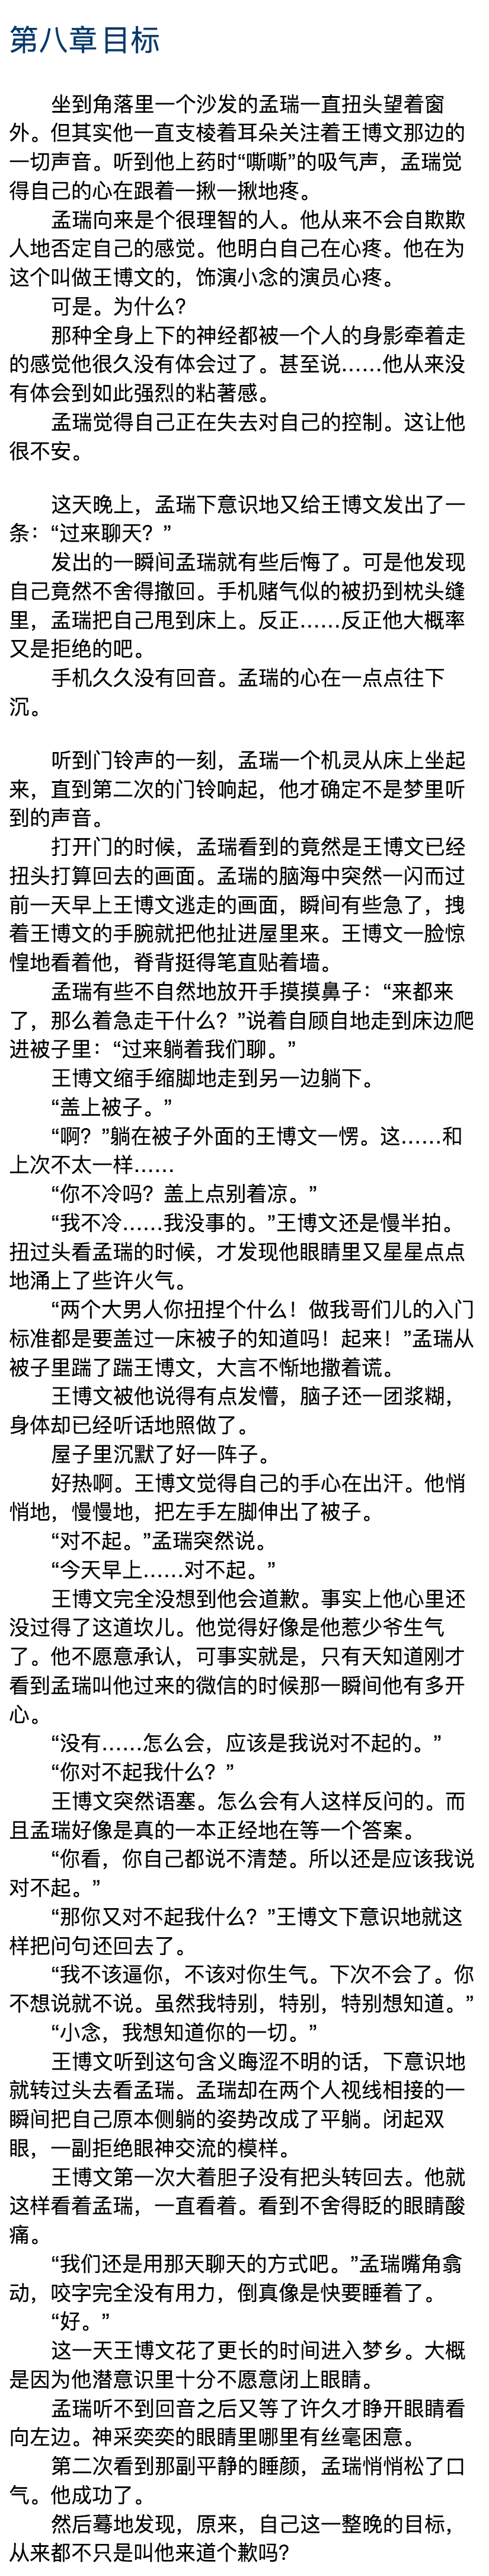 第八章 目标
坐到角落里一个沙发的孟瑞一直扭头望着窗
外。但其实他一直支棱着耳朵关注着王博文那边的
一切声音。听到他上药时“嘶嘶”的吸气声，孟瑞觉
得自己的心在跟着一揪一揪地疼。
孟瑞向来是个很理智的人。他从来不会自欺欺
人地否定自己的感觉。他明白自己在心疼。他在为
这个叫做王博文的，饰演小念的演员心疼。
可是。为什么？
那种全身上下的神经都被一个人的身影牵着走
的感觉他很久没有体会过了。甚至说……他从来没
有体会到如此强烈的粘著感。
孟瑞觉得自己正在失去对自己的控制。这让他
很不安。
这天晚上，孟瑞下意识地又给王博文发出了一
条：“过来聊天？”
发出的一瞬间孟瑞就有些后悔了。可是他发现
自己竟然不舍得撤回。手机赌气似的被扔到枕头缝
里，孟瑞把自己甩到床上。反正……反正他大概率
又是拒绝的吧。
手机久久没有回音。孟瑞的心在一点点往下
沉。
听到门铃声的一刻，孟瑞一个机灵从床上坐起
来，直到第二次的门铃响起，他才确定不是梦里听
到的声音。
打开门的时候，孟瑞看到的竟然是王博文已经
扭头打算回去的画面。孟瑞的脑海中突然一闪而过
前一天早上王博文逃走的画面，瞬间有些急了，拽
着王博文的手腕就把他扯进屋里来。王博文一脸惊
惶地看着他，脊背挺得笔直贴着墙。
孟瑞有些不自然地放开手摸摸鼻子：“来都来
了，那么着急走干什么？”说着自顾自地走到床边爬
进被子里：“过来躺着我们聊。”
王博文缩手缩脚地走到另一边躺下。
“盖上被子。”
“啊？”躺在被子外面的王博文一愣。这……和
上次不太一样……
“你不冷吗？盖上点别着凉。”
“我不冷……我没事的。”王博文还是慢半拍。
扭过头看孟瑞的时候，才发现他眼睛里又星星点点
地涌上了些许火气。
“两个大男人你扭捏个什么！做我哥们儿的入门
标准都是要盖过一床被子的知道吗！起来！”孟瑞从
被子里踹了踹王博文，大言不惭地撒着谎。
王博文被他说得有点发懵，脑子还一团浆糊，
身体却已经听话地照做了。
屋子里沉默了好一阵子。
好热啊。王博文觉得自己的手心在出汗。他悄
悄地，慢慢地，把左手左脚伸出了被子。
“对不起。”孟瑞突然说。
“今天早上……对不起。”
王博文完全没想到他会道歉。事实上他心里还
没过得了这道坎儿。他觉得好像是他惹少爷生气
了。他不愿意承认，可事实就是，只有天知道刚才
看到孟瑞叫他过来的微信的时候那一瞬间他有多开
心。
“没有……怎么会，应该是我说对不起的。”
“你对不起我什么？”
王博文突然语塞。怎么会有人这样反问的。而
且孟瑞好像是真的一本正经地在等一个答案。
“你看，你自己都说不清楚。所以还是应该我说
对不起。”
“那你又对不起我什么？”王博文下意识地就这
样把问句还回去了。
“我不该逼你，不该对你生气。下次不会了。你
不想说就不说。虽然我特别，特别，特别想知道。”
“小念，我想知道你的一切。”
王博文听到这句含义晦涩不明的话，下意识地
就转过头去看孟瑞。孟瑞却在两个人视线相接的一
瞬间把自己原本侧躺的姿势改成了平躺。闭起双
眼，一副拒绝眼神交流的模样。
王博文第一次大着胆子没有把头转回去。他就
这样看着孟瑞，一直看着。看到不舍得眨的眼睛酸
痛。
“我们还是用那天聊天的方式吧。”孟瑞嘴角翕
动，咬字完全没有用力，倒真像是快要睡着了。
“好。”
这一天王博文花了更长的时间进入梦乡。大概
是因为他潜意识里十分不愿意闭上眼睛。
孟瑞听不到回音之后又等了许久才睁开眼睛看
向左边。神采奕奕的眼睛里哪里有丝毫困意。
第二次看到那副平静的睡颜，孟瑞悄悄松了口
气。他成功了。
然后蓦地发现，原来，自己这一整晚的目标，
从来都不只是叫他来道个歉吗？